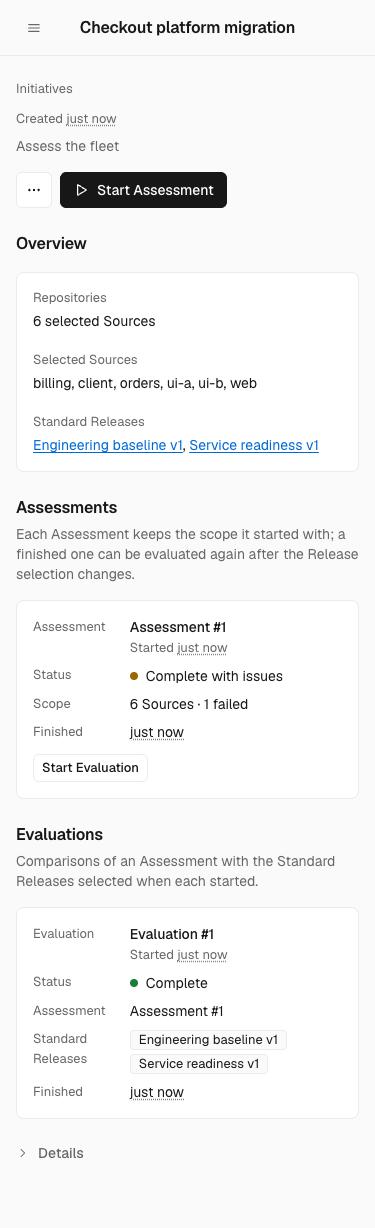 Checkout platform migration
Initiatives
Created just now
Assess the fleet
Start Assessment
Overview
Repositories
6 selected Sources
Selected Sources
billing, client, orders, ui-a, ui-b, web
Standard Releases
Engineering baseline v1, Service readiness v1
Assessments
Each Assessment keeps the scope it started with; a
finished one can be evaluated again after the Release
selection changes.
Assessment Assessment #1
Started just now
Status Complete with issues
Scope 6 Sources · 1 failed
Finished just now
Start Evaluation
Evaluations
Comparisons of an Assessment with the Standard
Releases selected when each started.
Evaluation Evaluation #1
Started just now
Status Complete
Assessment Assessment #1
Standard Engineering baseline v1
Releases Service readiness v1
Finished just now
Details